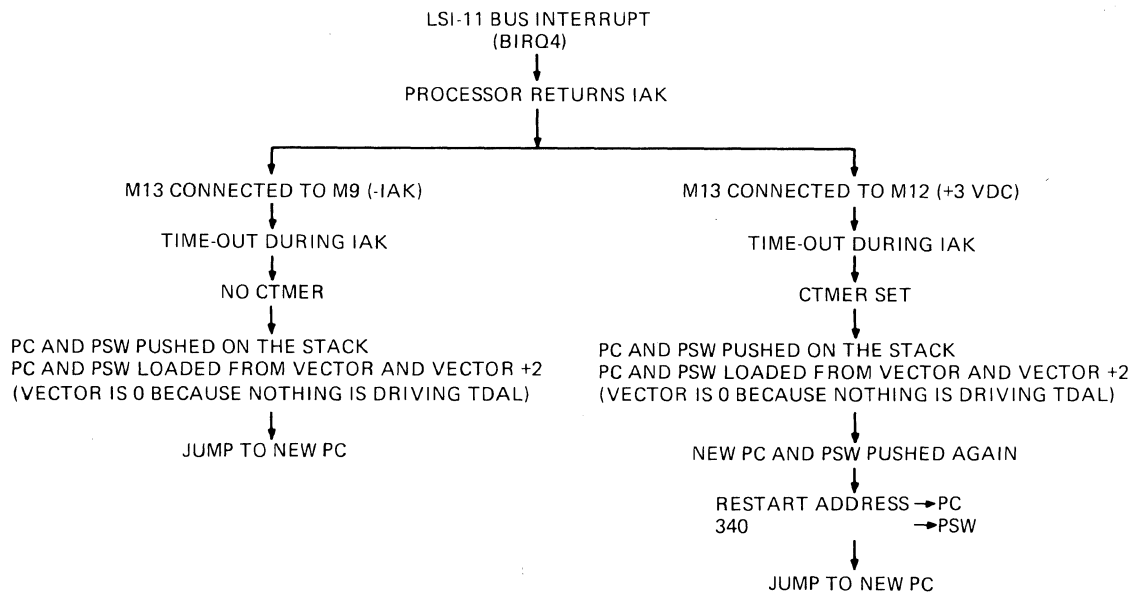 LSI-11 BUS INTERRUPT
(BIRQ4)
PROCESSOR RETURNS IAK
M13 CONNECTED TO M9 (-IAK)
TIME-OUT DURING IAK
NO CTMER
PC AND PSW PUSHED ON THE STACK
PC AND PSW LOADED FROM VECTOR AND VECTOR +2
(VECTOR IS 0 BECAUSE NOTHING IS DRIVING TDAL)
JUMP TO NEW PC
M13 CONNECTED TO M12 (+3 VDC)
TIME-OUT DURING IAK
CTMER SET
PC AND PSW PUSHED ON THE STACK
PC AND PSW LOADED FROM VECTOR AND VECTOR +2
(VECTOR IS 0 BECAUSE NOTHING IS DRIVING TDAL)
NEW PC AND PSW PUSHED AGAIN
RESTART ADDRESS → PC
340 → PSW
JUMP TO NEW PC